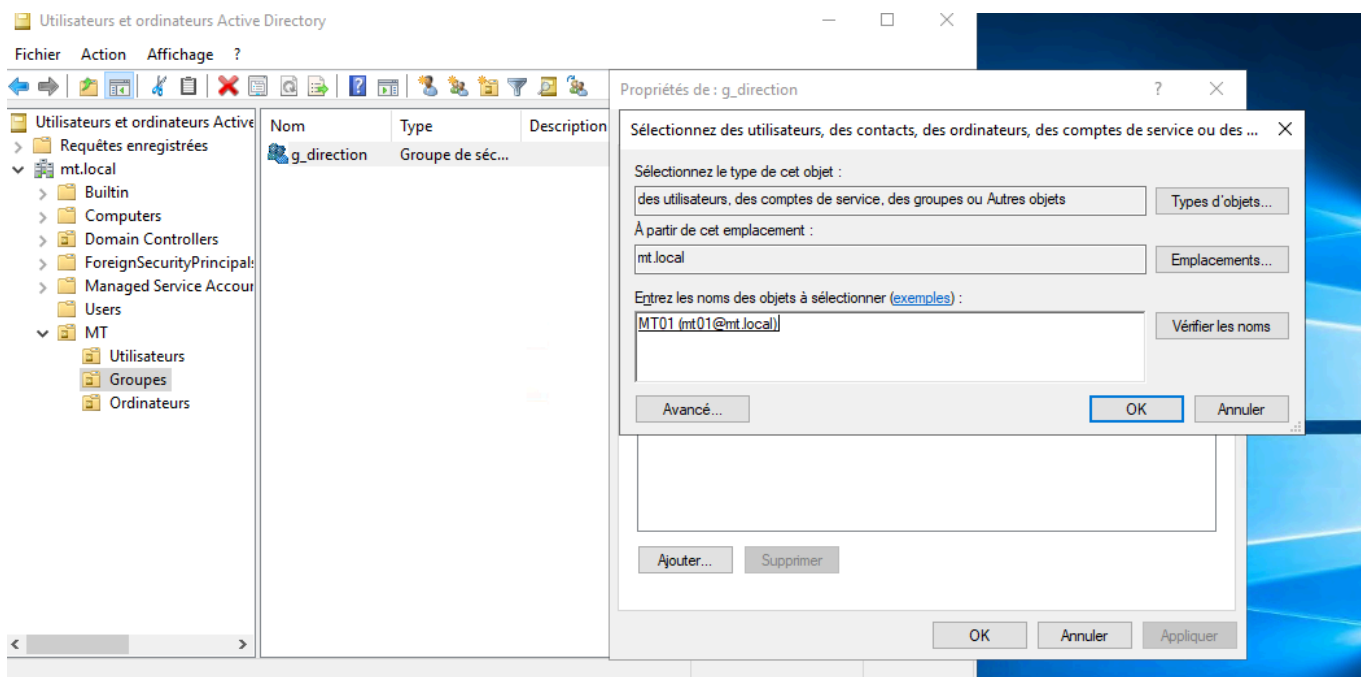 Utilisateurs et ordinateurs Active Directory
Fichier Action Affichage ?
Utilisateurs et ordinateurs Active
Requêtes enregistrées
mt.local
Builtin
Computers
Domain Controllers
ForeignSecurityPrincipal
Managed Service Accour
Users
MT
Utilisateurs
Groupes
Ordinateurs
Nom Type Description
g_direction Groupe de séc...
Propriétés de : g_direction ?
Sélectionnez des utilisateurs, des contacts, des ordinateurs, des comptes de service ou des ...
Sélectionnez le type de cet objet :
des utilisateurs, des comptes de service, des groupes ou Autres objets
Types d'objets...
À partir de cet emplacement :
mt.local
Emplacements...
Entrez les noms des objets à sélectionner (exemples) :
MT01 (mt01@mt.local)
Vérifier les noms
Avancé... OK Annuler
Ajouter... Supprimer
OK Annuler Appliquer